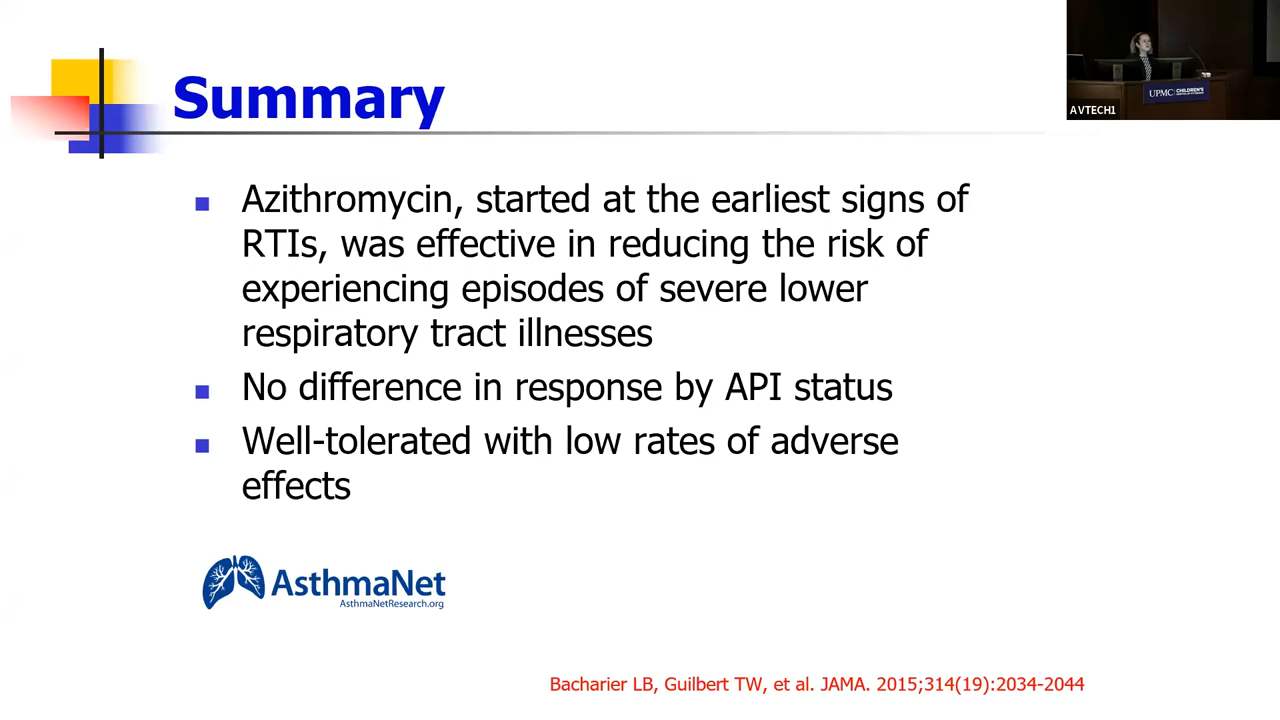 Summary
Azithromycin, started at the earliest signs of
RTIs, was effective in reducing the risk of
experiencing episodes of severe lower
respiratory tract illnesses
No difference in response by API status
Well-tolerated with low rates of adverse
effects
AsthmaNet
AsthmaNetResearch.org
Bacharier LB, Guilbert TW, et al. JAMA. 2015;314(19):2034-2044
UPMC CHILDREN'S
AVTECH1